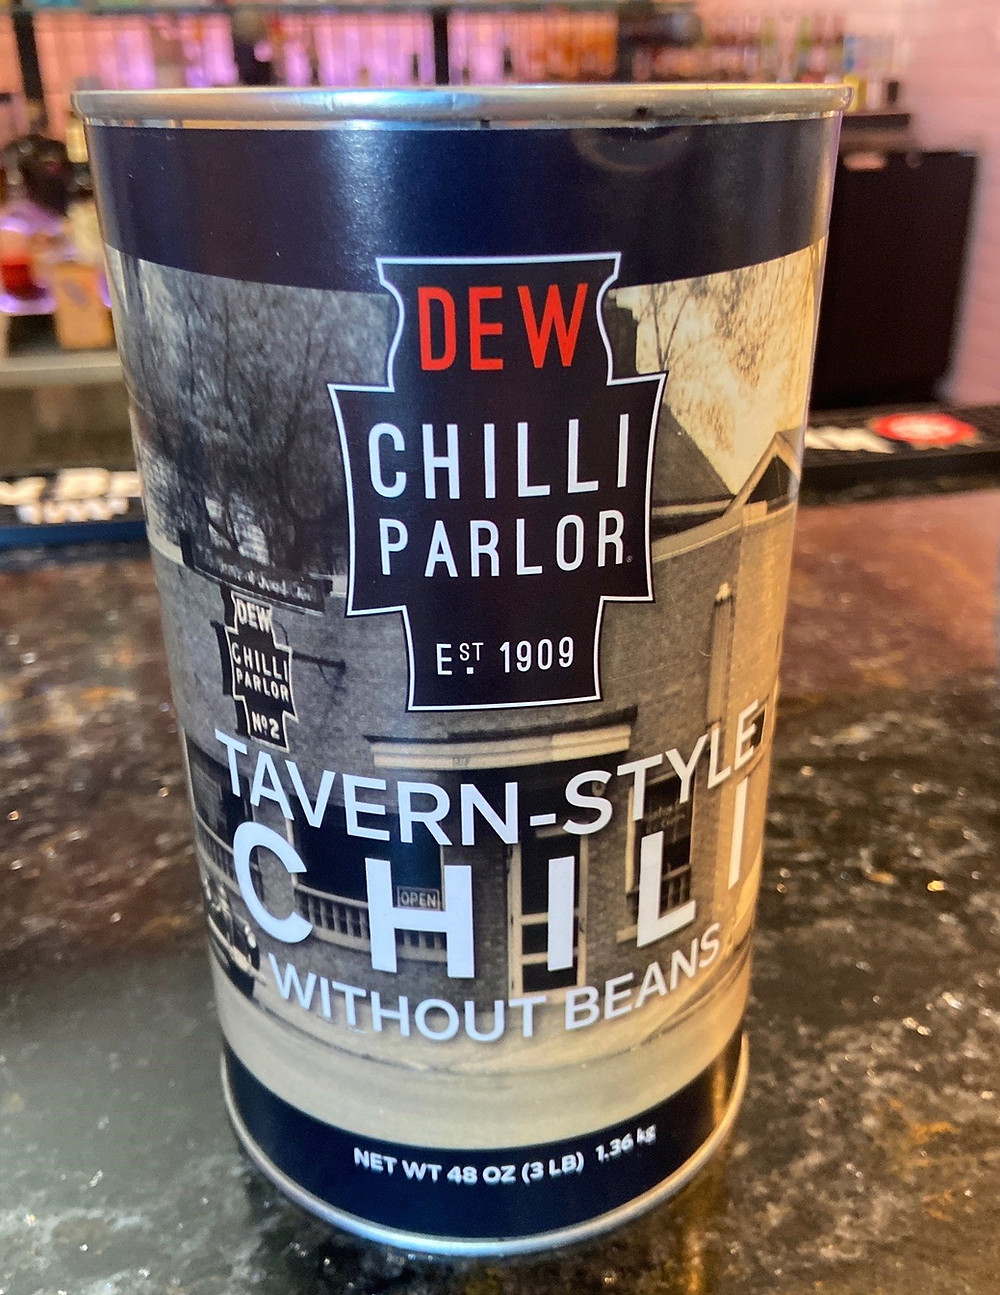 DEW
CHILLI
PARLOR®
EST 1909
DEW
CHILLI
PARLOR
Nº2
TAVERN-STYLE
CHILI
OPEN
WITHOUT BEANS
NET WT 48 OZ (3 LB) 1.36 kg